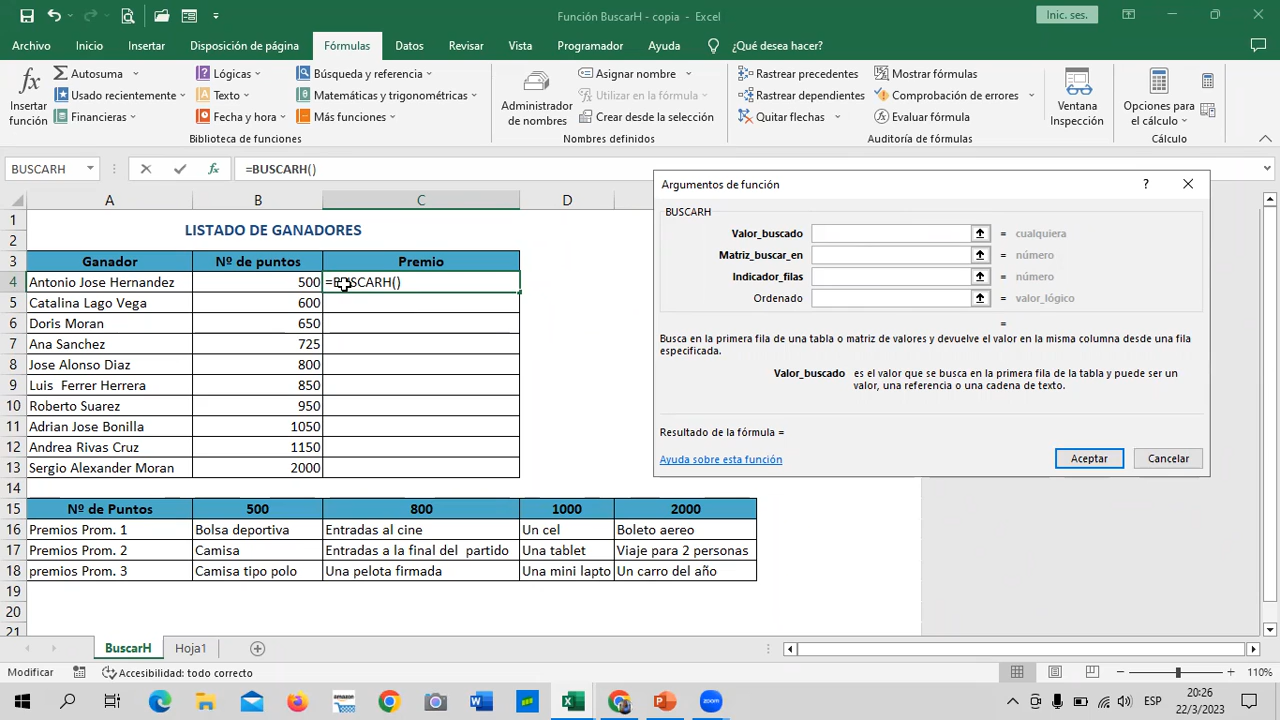 Función BuscarH - copia - Excel
Inic. ses.
Archivo Inicio Insertar Disposición de página Fórmulas Datos Revisar Vista Programador Ayuda ¿Qué desea hacer?
fx Insertar función
Σ Autosuma
Usado recientemente
Financieras
Lógicas
Texto
Fecha y hora
Búsqueda y referencia
Matemáticas y trigonométricas
Más funciones
Biblioteca de funciones
Administrador de nombres
Asignar nombre
Utilizar en la fórmula
Crear desde la selección
Nombres definidos
Rastrear precedentes
Rastrear dependientes
Quitar flechas
Mostrar fórmulas
Comprobación de errores
Evaluar fórmula
Auditoría de fórmulas
Ventana Inspección
Opciones para el cálculo
Cálculo
BUSCARH fx =BUSCARH()
A B C D
1
2 LISTADO DE GANADORES
3 Ganador Nº de puntos Premio
4 Antonio Jose Hernandez 500 =BUSCARH()
5 Catalina Lago Vega 600
6 Doris Moran 650
7 Ana Sanchez 725
8 Jose Alonso Diaz 800
9 Luis Ferrer Herrera 850
10 Roberto Suarez 950
11 Adrian Jose Bonilla 1050
12 Andrea Rivas Cruz 1150
13 Sergio Alexander Moran 2000
14
15 Nº de Puntos 500 800 1000 2000
16 Premios Prom. 1 Bolsa deportiva Entradas al cine Un cel Boleto aereo
17 Premios Prom. 2 Camisa Entradas a la final del partido Una tablet Viaje para 2 personas
18 premios Prom. 3 Camisa tipo polo Una pelota firmada Una mini lapto Un carro del año
19
20
21
Argumentos de función ?
BUSCARH
Valor_buscado = cualquiera
Matriz_buscar_en = número
Indicador_filas = número
Ordenado = valor_lógico
=
Busca en la primera fila de una tabla o matriz de valores y devuelve el valor en la misma columna desde una fila
especificada.
Valor_buscado es el valor que se busca en la primera fila de la tabla y puede ser un
valor, una referencia o una cadena de texto.
Resultado de la fórmula =
Ayuda sobre esta función Aceptar Cancelar
BuscarH Hoja1
Modificar Accesibilidad: todo correcto 110%
ESP
20:26
22/3/2023